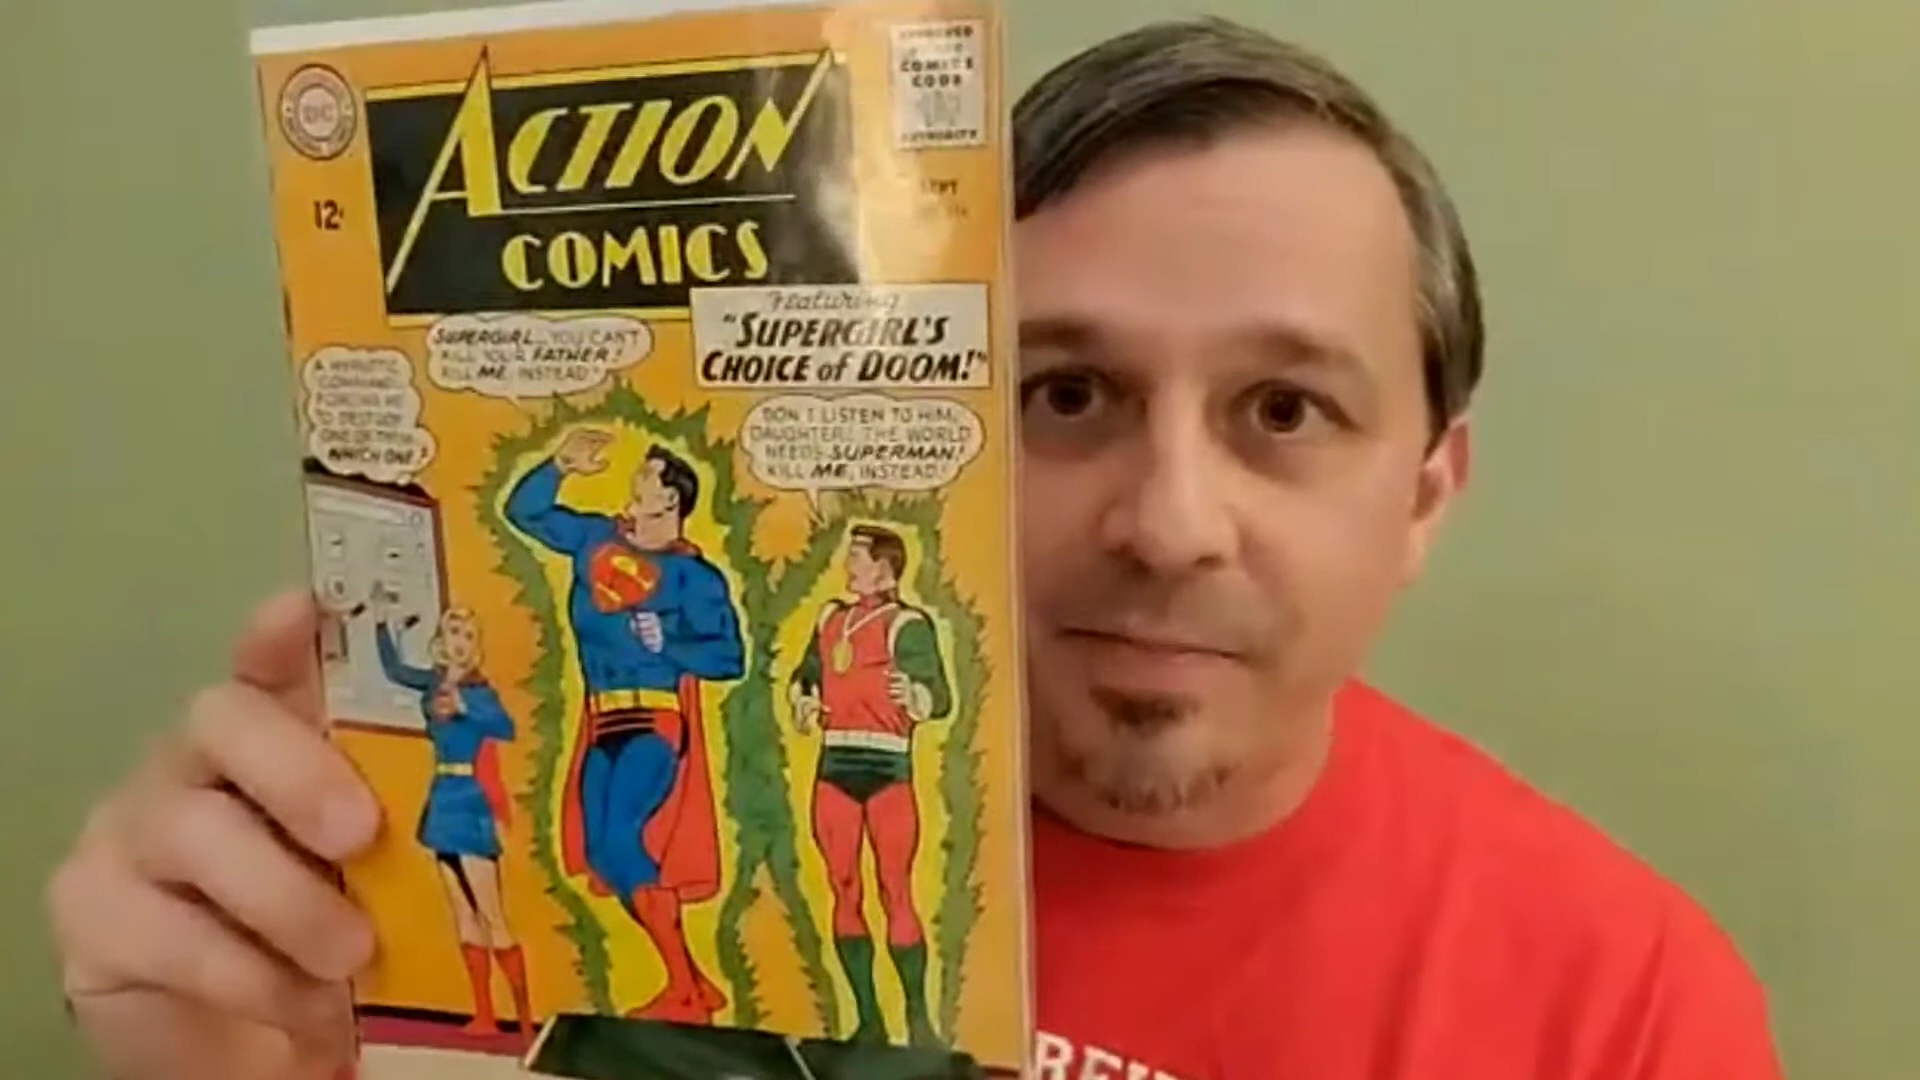 DC
12¢
ACTION
COMICS
APPROVED
BY THE
COMICS
CODE
AUTHORITY
SEPT
Featuring
"SUPERGIRL'S
CHOICE of DOOM!"
SUPERGIRL...YOU CAN'T
KILL YOUR FATHER!
KILL ME, INSTEAD!
A HYPNOTIC
COMMAND...
FORCING ME
TO DESTROY
ONE OF THEM...
WHICH ONE?
DON'T LISTEN TO HIM,
DAUGHTER! THE WORLD
NEEDS SUPERMAN!
KILL ME, INSTEAD!
S